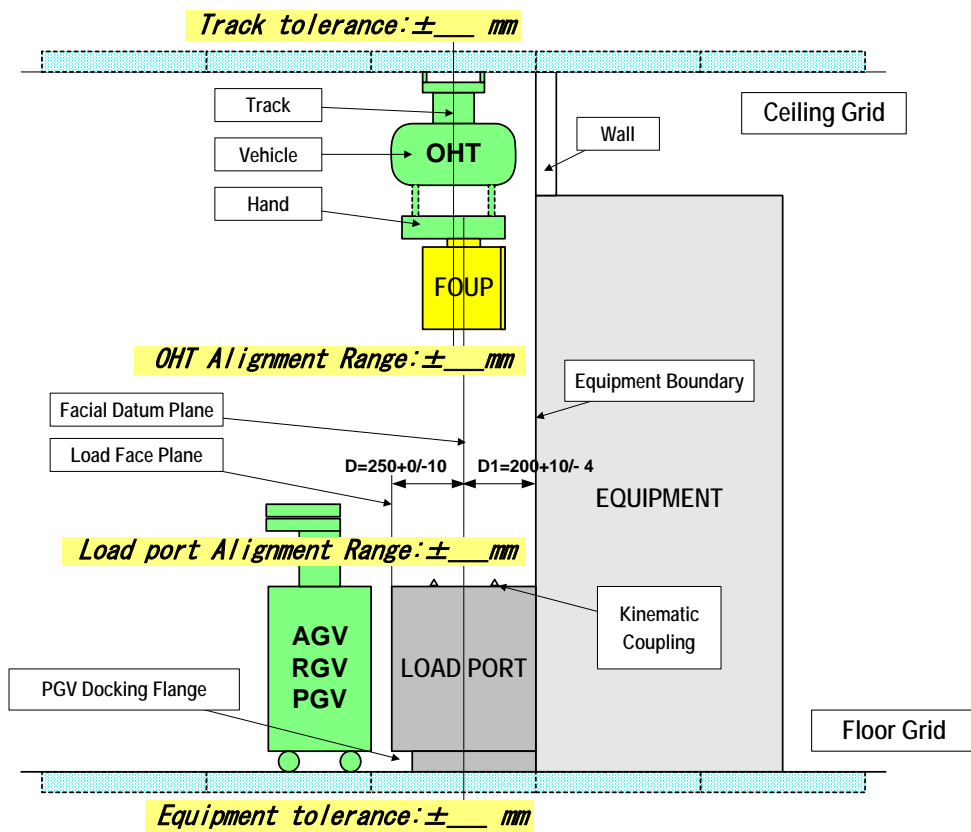 Track tolerance:±___ mm
Ceiling Grid
Track
Wall
Vehicle
OHT
Hand
FOUP
OHT Alignment Range:±___mm
Equipment Boundary
Facial Datum Plane
Load Face Plane
D=250+0/-10
D1=200+10/- 4
EQUIPMENT
Load port Alignment Range:±___mm
Kinematic
Coupling
AGV
RGV
PGV
LOAD PORT
PGV Docking Flange
Floor Grid
Equipment tolerance:±___ mm